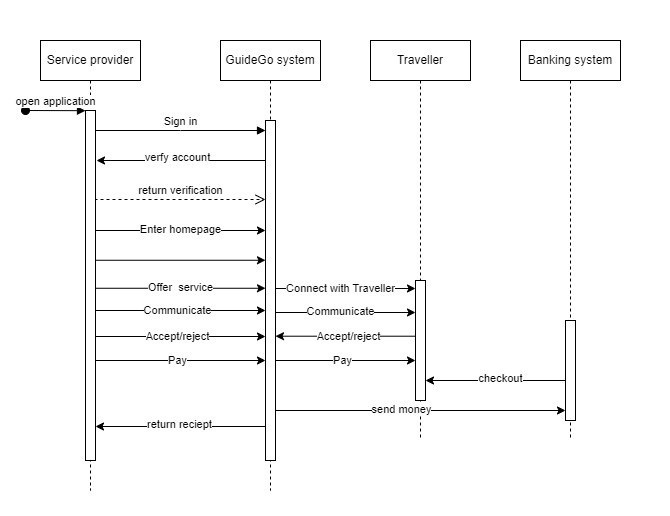 Service provider
GuideGo system
Traveller
Banking system
open application
Sign in
verfy account
return verification
Enter homepage
Offer service
Connect with Traveller
Communicate
Communicate
Accept/reject
Accept/reject
Pay
Pay
checkout
send money
return reciept